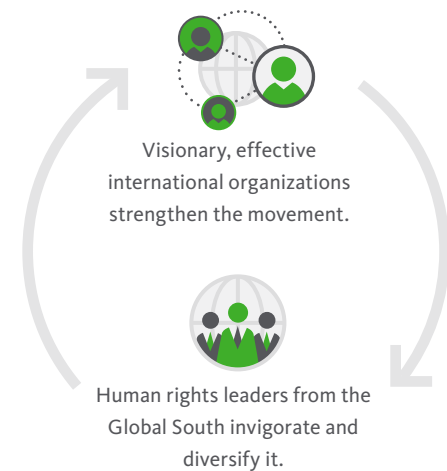 Visionary, effective
international organizations
strengthen the movement.
Human rights leaders from the
Global South invigorate and
diversify it.